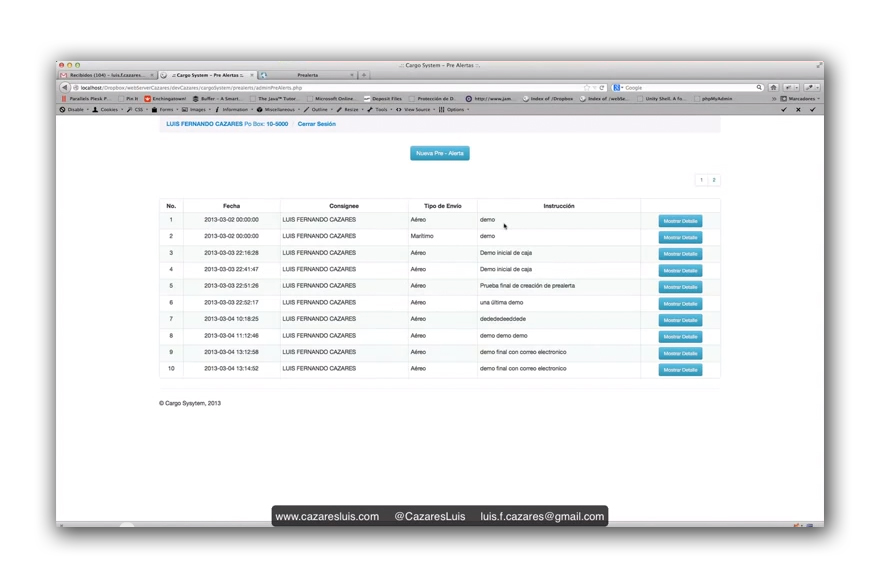 .:: Cargo System - Pre Alertas ::.
Recibidos (104) - luis.f.cazares...
.:: Cargo System - Pre Alertas ::.
Prealerta
localhost/Dropbox/webServerCazares/devCazares/cargoSystem/prealerts/adminPreAlerts.php
Google
Parallels Plesk P...
Pin It
Enchingasown!
Buffer - A Smart...
The Java™ Tutor...
Microsoft Online...
Deposit Files
Protección de D...
http://www.jam...
Index of /Dropbox
Index of /webSe...
Unity Shell. A fo...
phpMyAdmin
Marcadores
Disable
Cookies
CSS
Forms
Images
Information
Miscellaneous
Outline
Resize
Tools
View Source
Options
LUIS FERNANDO CAZARES Po Box: 10-5000 Cerrar Sesión
Nueva Pre - Alerta
1 2
No. Fecha Consignee Tipo de Envío Instrucción
1 2013-03-02 00:00:00 LUIS FERNANDO CAZARES Aéreo demo Mostrar Detalle
2 2013-03-02 00:00:00 LUIS FERNANDO CAZARES Marítimo demo Mostrar Detalle
3 2013-03-03 22:16:28 LUIS FERNANDO CAZARES Aéreo Demo inicial de caja Mostrar Detalle
4 2013-03-03 22:41:47 LUIS FERNANDO CAZARES Aéreo Demo inicial de caja Mostrar Detalle
5 2013-03-03 22:51:26 LUIS FERNANDO CAZARES Aéreo Prueba final de creación de prealerta Mostrar Detalle
6 2013-03-03 22:52:17 LUIS FERNANDO CAZARES Aéreo una última demo Mostrar Detalle
7 2013-03-04 10:18:25 LUIS FERNANDO CAZARES Aéreo dedededeeddede Mostrar Detalle
8 2013-03-04 11:12:46 LUIS FERNANDO CAZARES Aéreo demo demo demo Mostrar Detalle
9 2013-03-04 13:12:58 LUIS FERNANDO CAZARES Aéreo demo final con correo electronico Mostrar Detalle
10 2013-03-04 13:14:52 LUIS FERNANDO CAZARES Aéreo demo final con correo electronico Mostrar Detalle
© Cargo Sysytem, 2013
www.cazaresluis.com @CazaresLuis luis.f.cazares@gmail.com